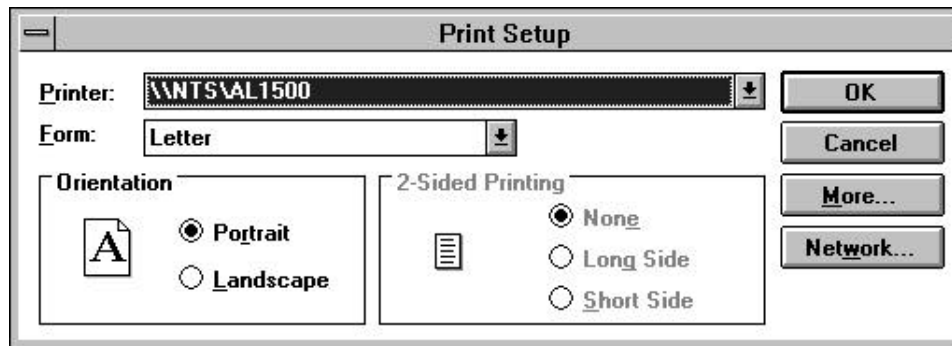 Print Setup
Printer: \\NTS\AL1500
OK
Form: Letter
Cancel
Orientation
2-Sided Printing
More...
A
Portrait
None
Network...
Landscape
Long Side
Short Side